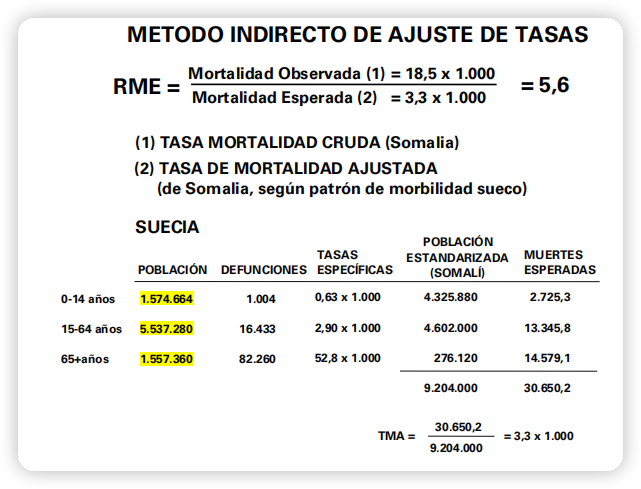 METODO INDIRECTO DE AJUSTE DE TASAS
RME = Mortalidad Observada (1) = 18,5 x 1.000 = 5,6
Mortalidad Esperada (2) = 3,3 x 1.000
(1) TASA MORTALIDAD CRUDA (Somalia)
(2) TASA DE MORTALIDAD AJUSTADA
(de Somalia, según patrón de morbilidad sueco)
SUECIA
POBLACIÓN DEFUNCIONES TASAS ESPECÍFICAS POBLACIÓN ESTANDARIZADA (SOMALÍ) MUERTES ESPERADAS
0-14 años 1.574.664 1.004 0,63 x 1.000 4.325.880 2.725,3
15-64 años 5.537.280 16.433 2,90 x 1.000 4.602.000 13.345,8
65+años 1.557.360 82.260 52,8 x 1.000 276.120 14.579,1
9.204.000 30.650,2
TMA = 30.650,2 = 3,3 x 1.000
9.204.000